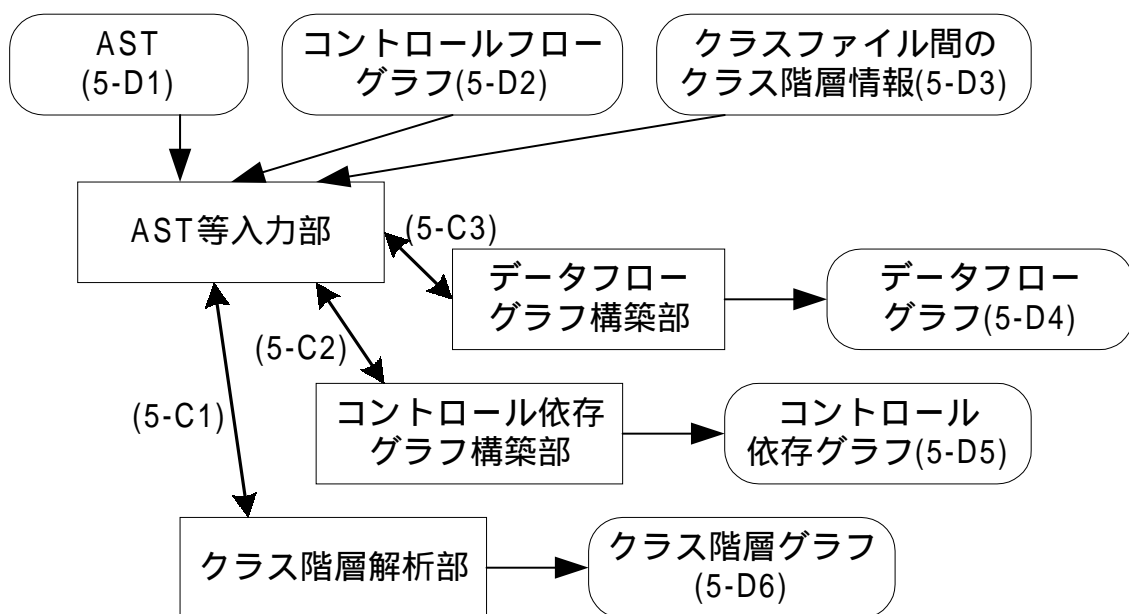 AST
(5-D1)
コントロールフロー
グラフ(5-D2)
クラスファイル間の
クラス階層情報(5-D3)
AST等入力部
(5-C3)
データフロー
グラフ構築部
データフロー
グラフ(5-D4)
(5-C2)
(5-C1)
コントロール依存
グラフ構築部
コントロール
依存グラフ(5-D5)
クラス階層解析部
クラス階層グラフ
(5-D6)